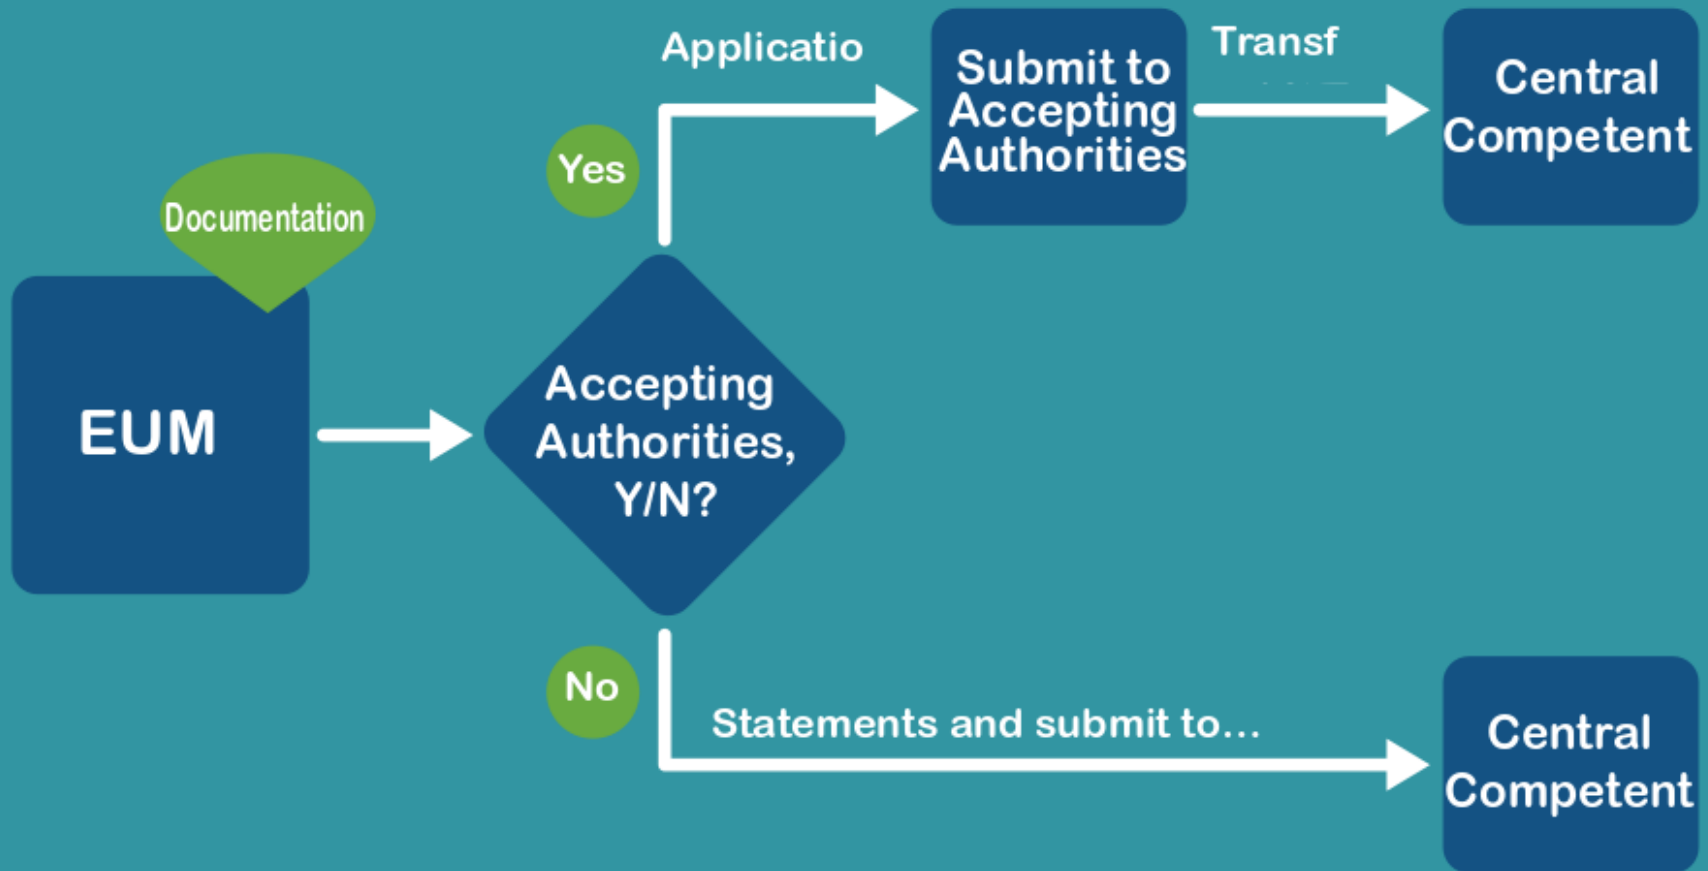 Applicatio
Submit to
Accepting
Authorities
Transf
Central
Competent
Yes
Documentation
EUM
Accepting
Authorities,
Y/N?
No
Statements and submit to...
Central
Competent